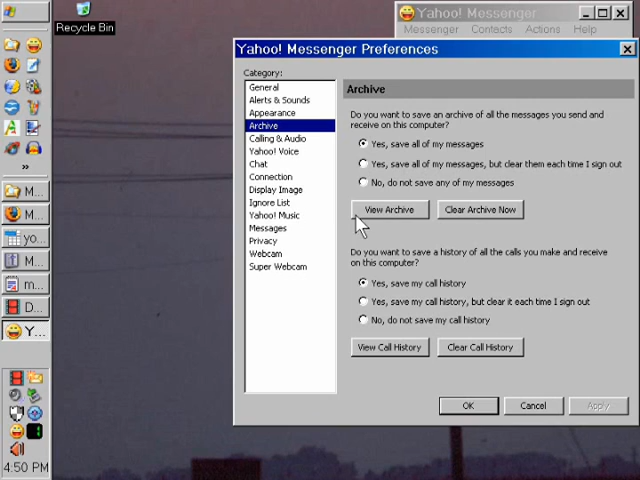 Recycle Bin
Yahoo! Messenger
Messenger Contacts Actions Help
Yahoo! Messenger Preferences
Category:
General
Alerts & Sounds
Appearance
Archive
Calling & Audio
Yahoo! Voice
Chat
Connection
Display Image
Ignore List
Yahoo! Music
Messages
Privacy
Webcam
Super Webcam
Archive
Do you want to save an archive of all the messages you send and
receive on this computer?
Yes, save all of my messages
Yes, save all of my messages, but clear them each time I sign out
No, do not save any of my messages
View Archive
Clear Archive Now
Do you want to save a history of all the calls you make and receive
on this computer?
Yes, save my call history
Yes, save my call history, but clear it each time I sign out
No, do not save my call history
View Call History
Clear Call History
OK
Cancel
Apply
M...
M...
yo...
M...
m...
D...
Y...
4:50 PM